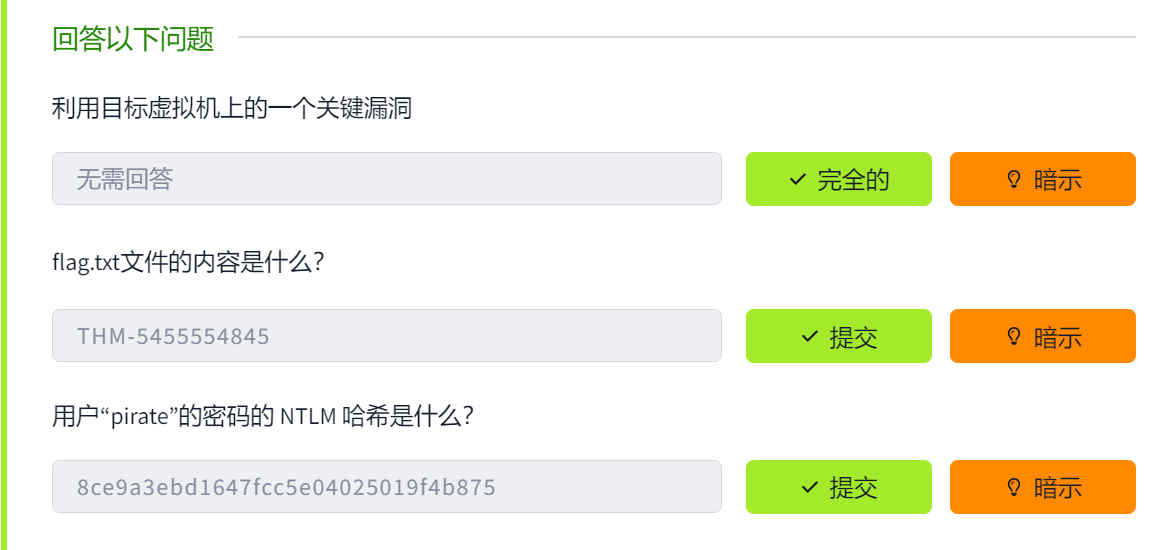 回答以下问题
利用目标虚拟机上的一个关键漏洞
无需回答
完全的
暗示
flag.txt文件的内容是什么？
THM-5455554845
提交
暗示
用户“pirate”的密码的 NTLM 哈希是什么？
8ce9a3ebd1647fcc5e04025019f4b875
提交
暗示